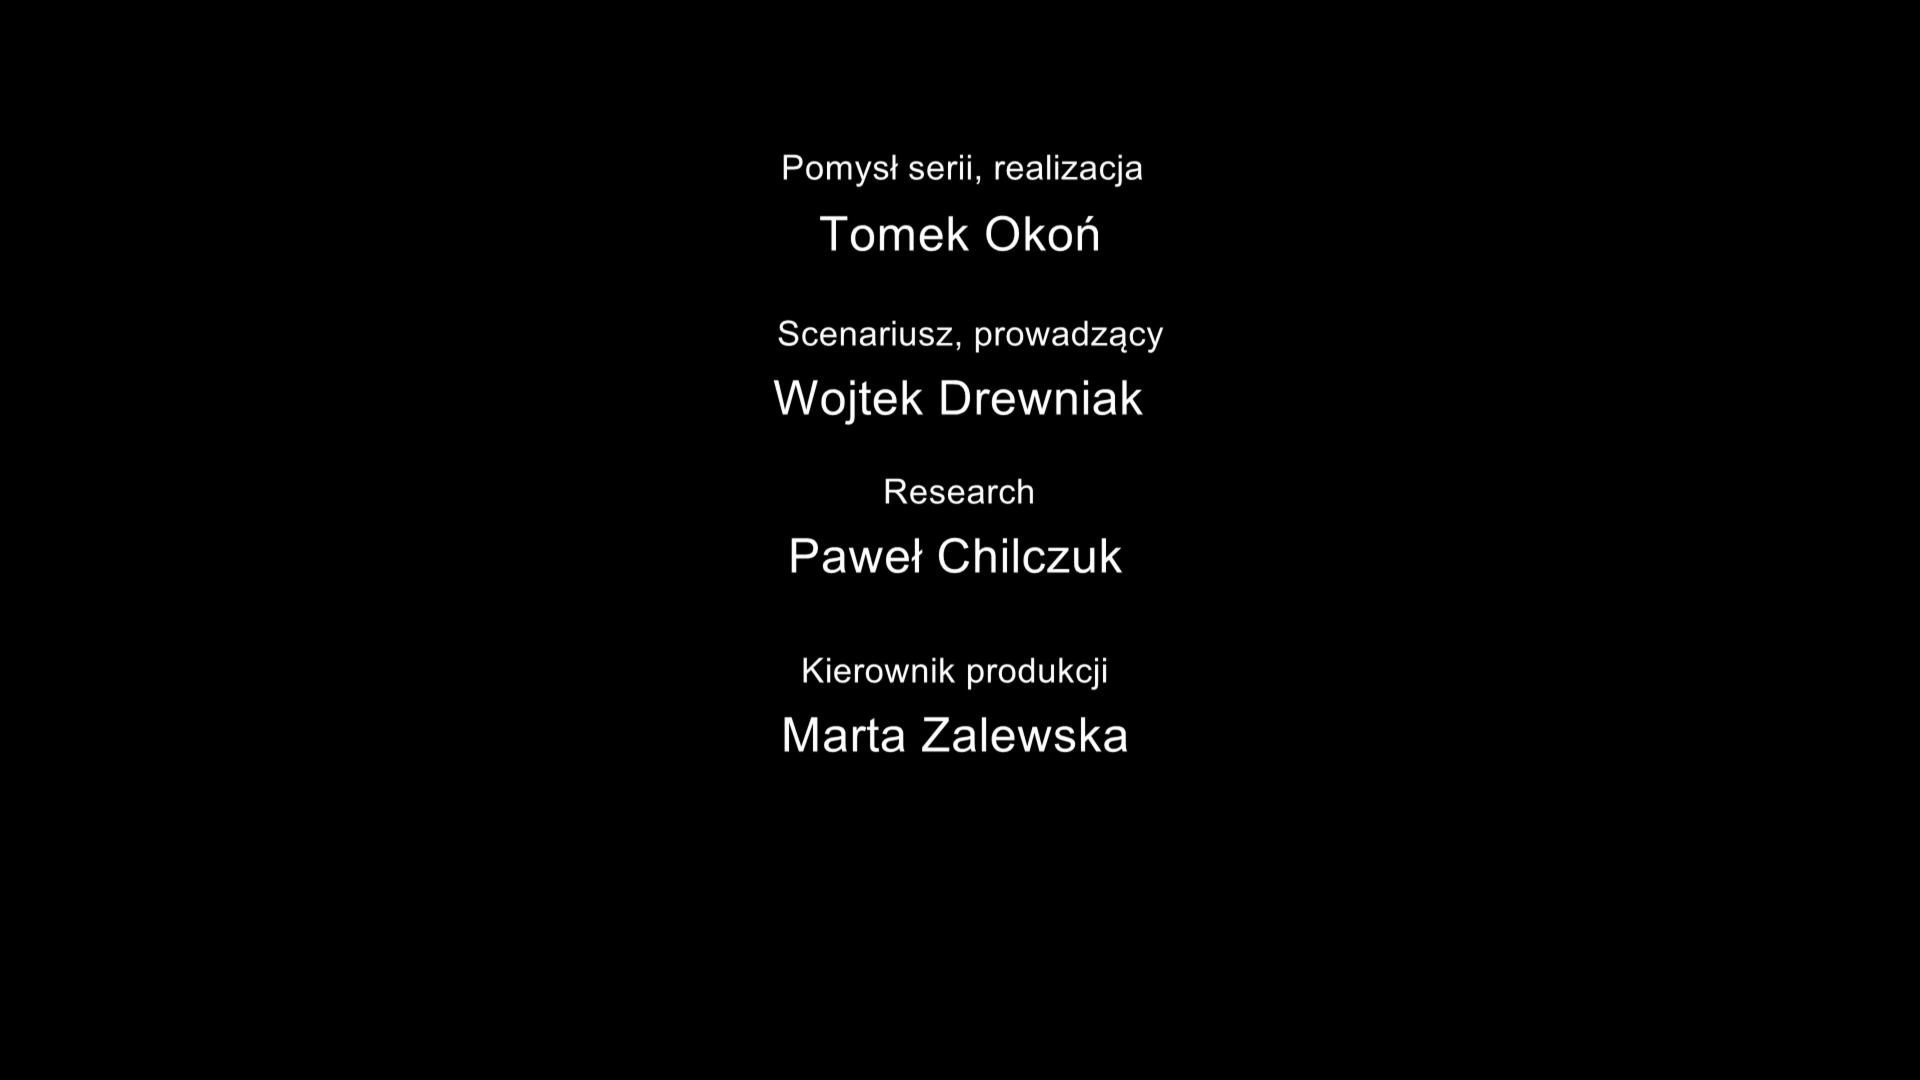 Pomysł serii, realizacja
Tomek Okoń
Scenariusz, prowadzący
Wojtek Drewniak
Research
Paweł Chilczuk
Kierownik produkcji
Marta Zalewska